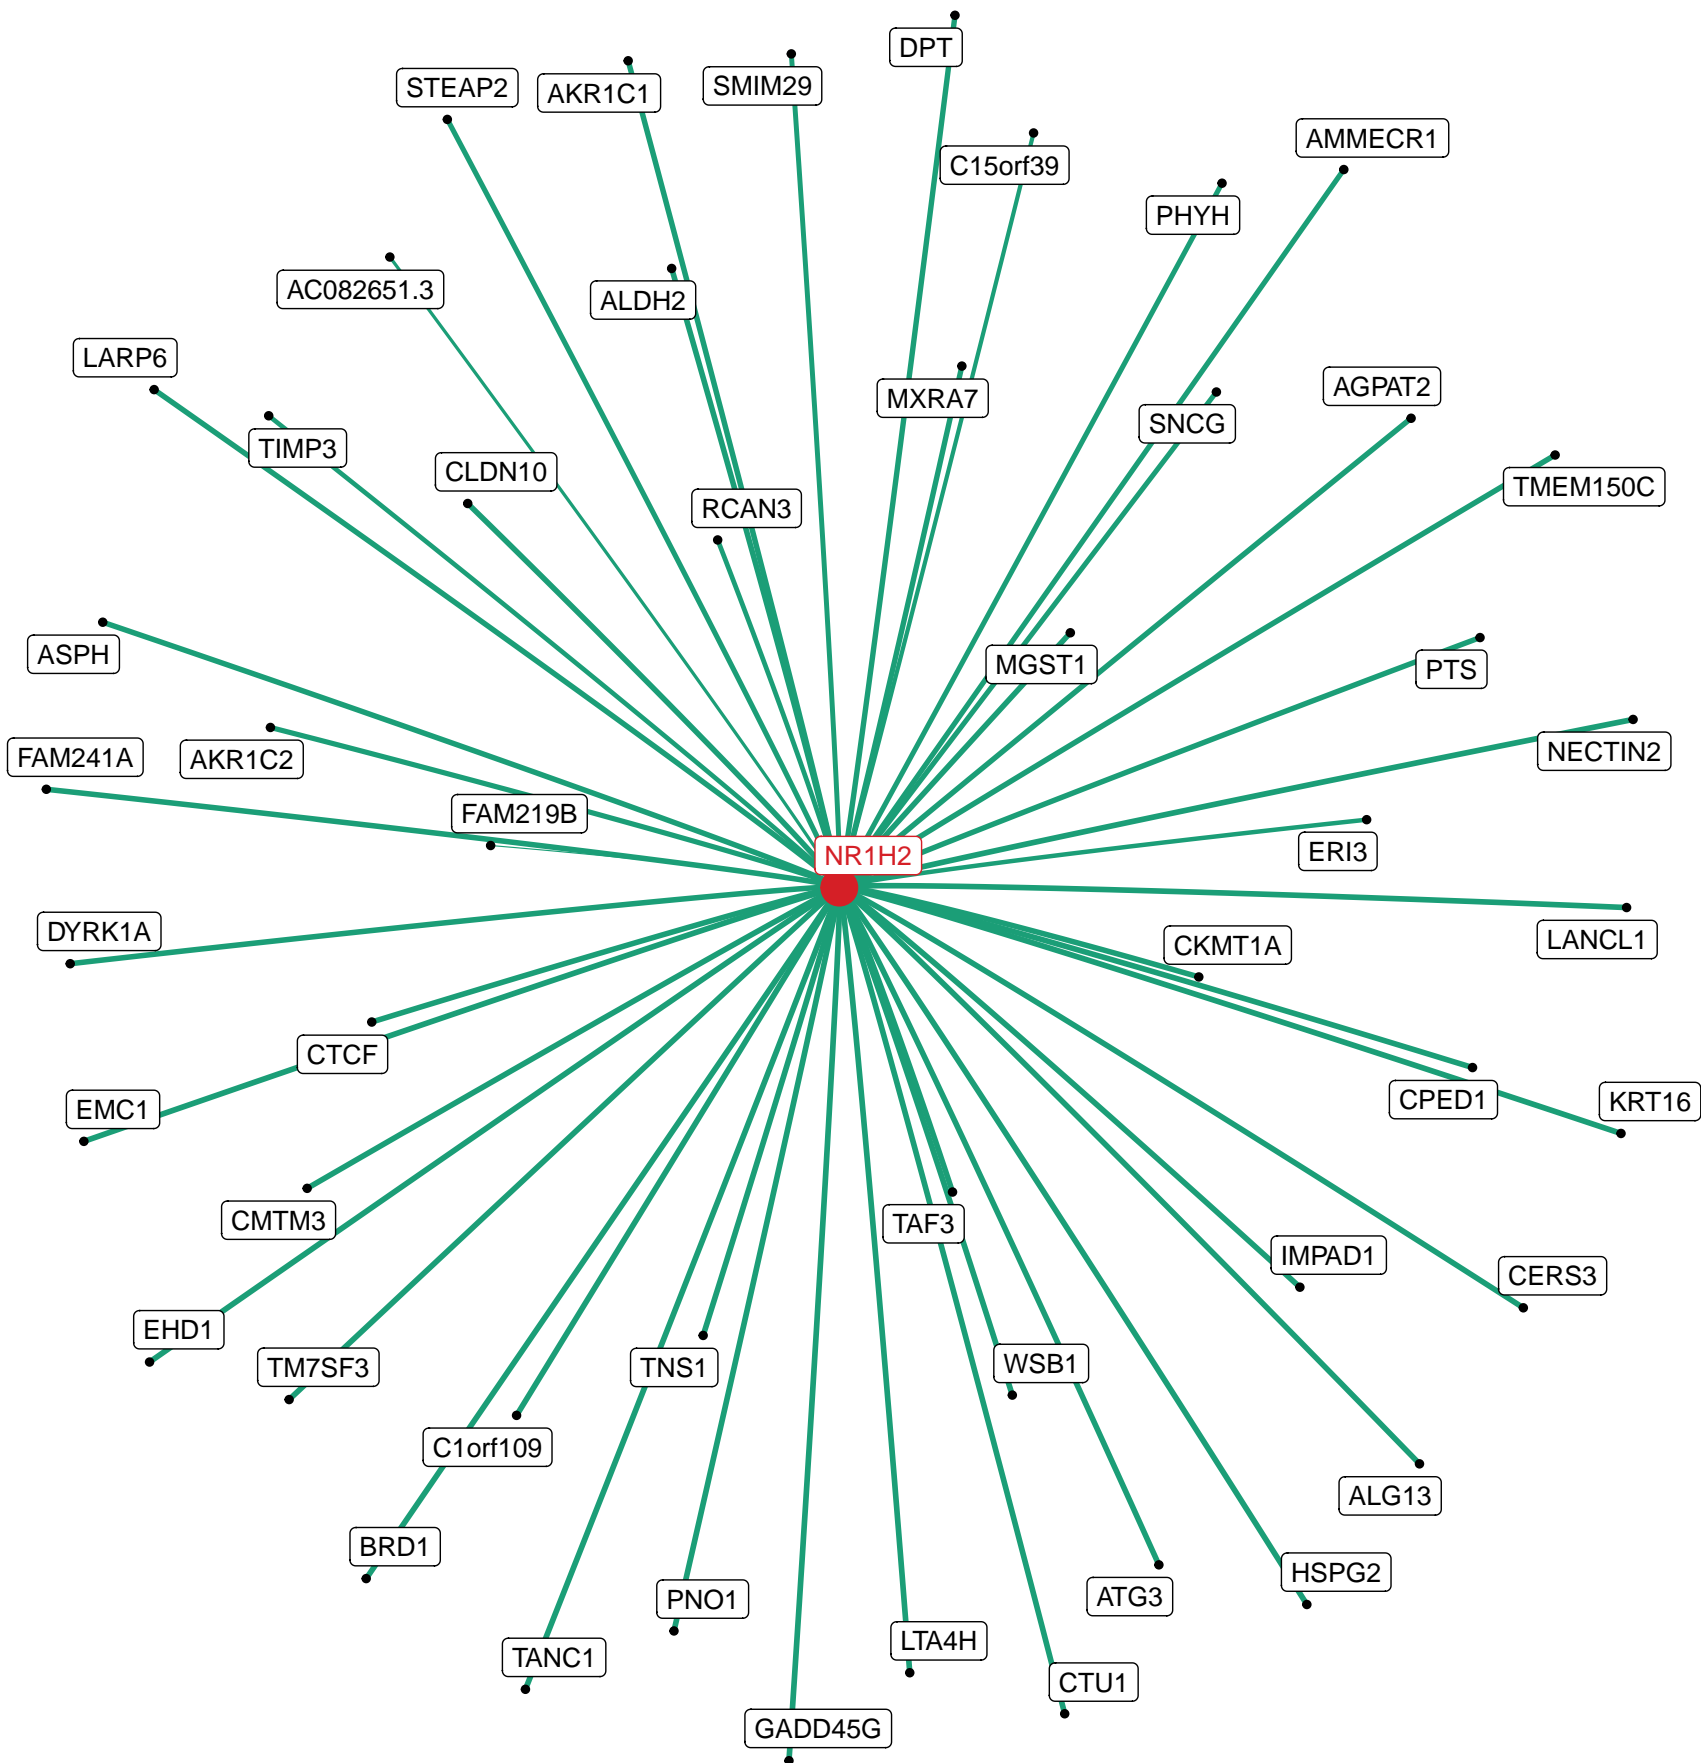 DPT
STEAP2
AKR1C1
SMIM29
AMMECR1
C15orf39
PHYH
AC082651.3
ALDH2
LARP6
AGPAT2
MXRA7
SNCG
TIMP3
CLDN10
TMEM150C
RCAN3
ASPH
MGST1
PTS
FAM241A
AKR1C2
NECTIN2
FAM219B
ERI3
NR1H2
DYRK1A
LANCL1
CKMT1A
CTCF
CPED1
KRT16
EMC1
CMTM3
TAF3
IMPAD1
CERS3
EHD1
TM7SF3
TNS1
WSB1
C1orf109
ALG13
BRD1
HSPG2
PNO1
ATG3
LTA4H
TANC1
CTU1
GADD45G